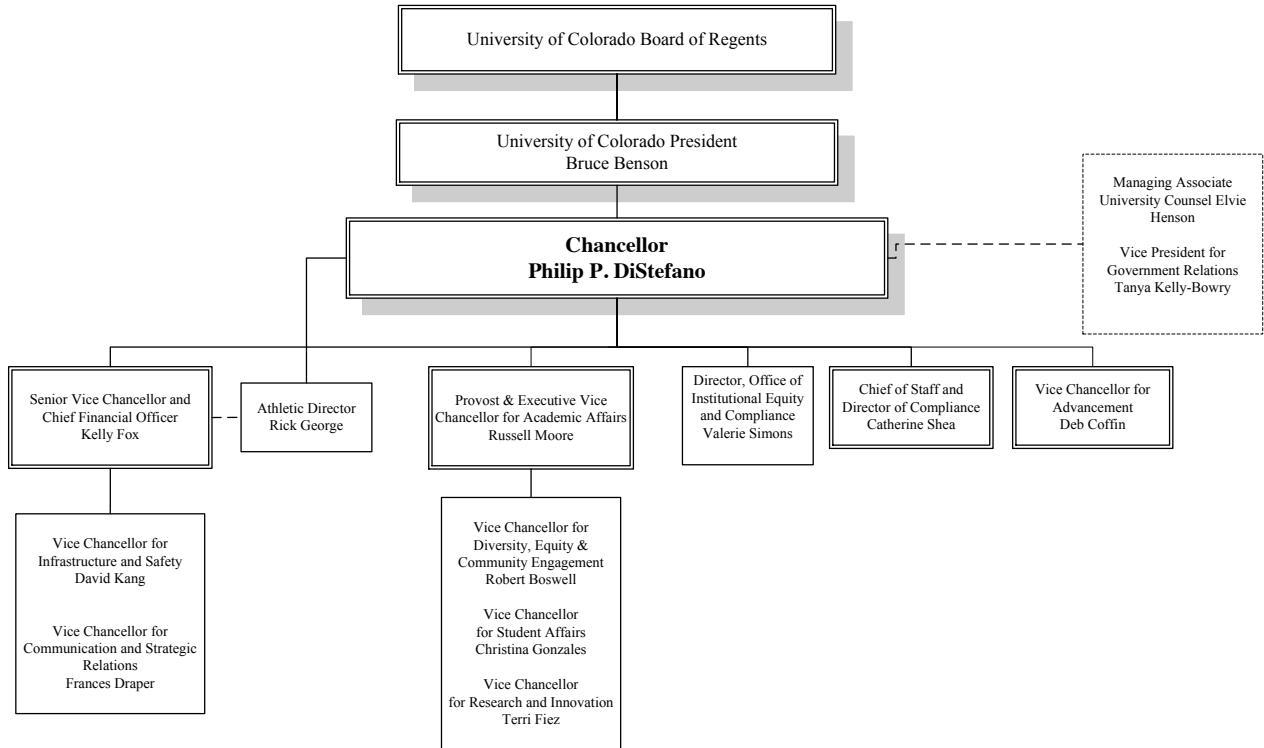 University of Colorado Board of Regents
University of Colorado President
Bruce Benson
Managing Associate
University Counsel Elvie
Henson
Vice President for
Government Relations
Tanya Kelly-Bowry
Chancellor
Philip P. DiStefano
Senior Vice Chancellor and
Chief Financial Officer
Kelly Fox
Athletic Director
Rick George
Provost & Executive Vice
Chancellor for Academic Affairs
Russell Moore
Director, Office of
Institutional Equity
and Compliance
Valerie Simons
Chief of Staff and
Director of Compliance
Catherine Shea
Vice Chancellor for
Advancement
Deb Coffin
Vice Chancellor for
Infrastructure and Safety
David Kang
Vice Chancellor for
Communication and Strategic
Relations
Frances Draper
Vice Chancellor for
Diversity, Equity &
Community Engagement
Robert Boswell
Vice Chancellor
for Student Affairs
Christina Gonzales
Vice Chancellor
for Research and Innovation
Terri Fiez